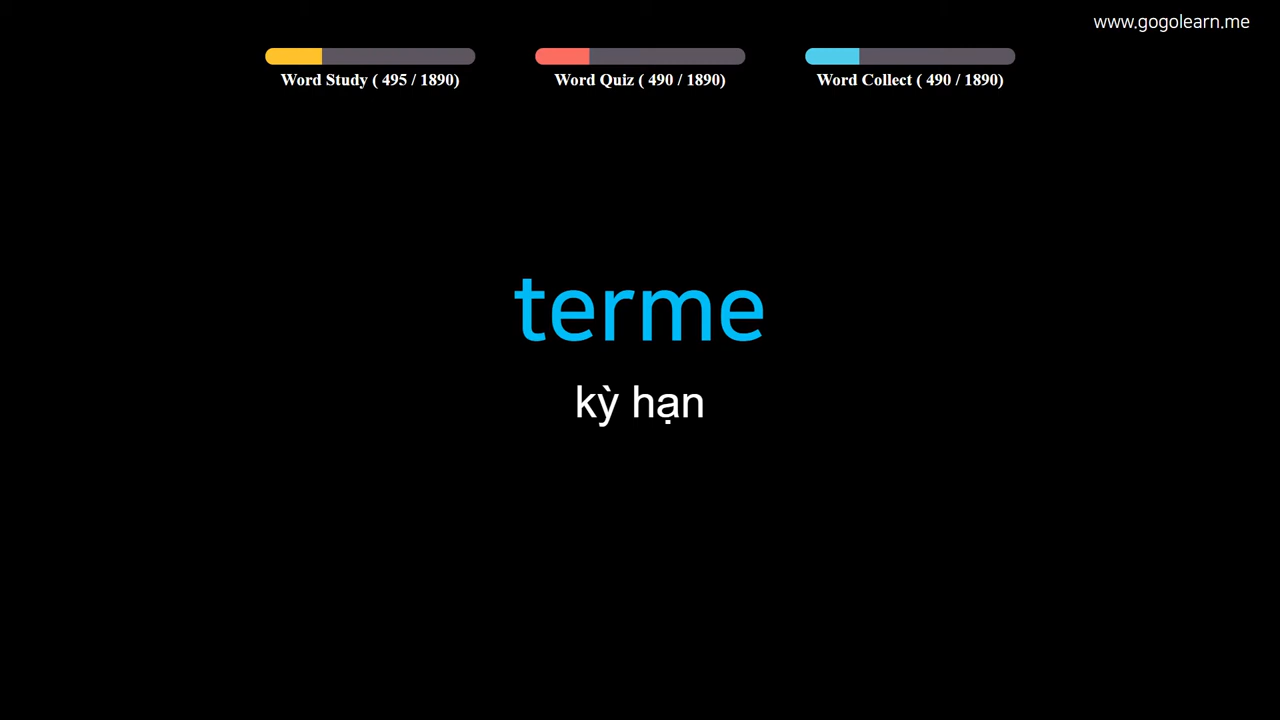 www.gogolearn.me
Word Study ( 495 / 1890)
Word Quiz ( 490 / 1890)
Word Collect ( 490 / 1890)
terme
kỳ hạn